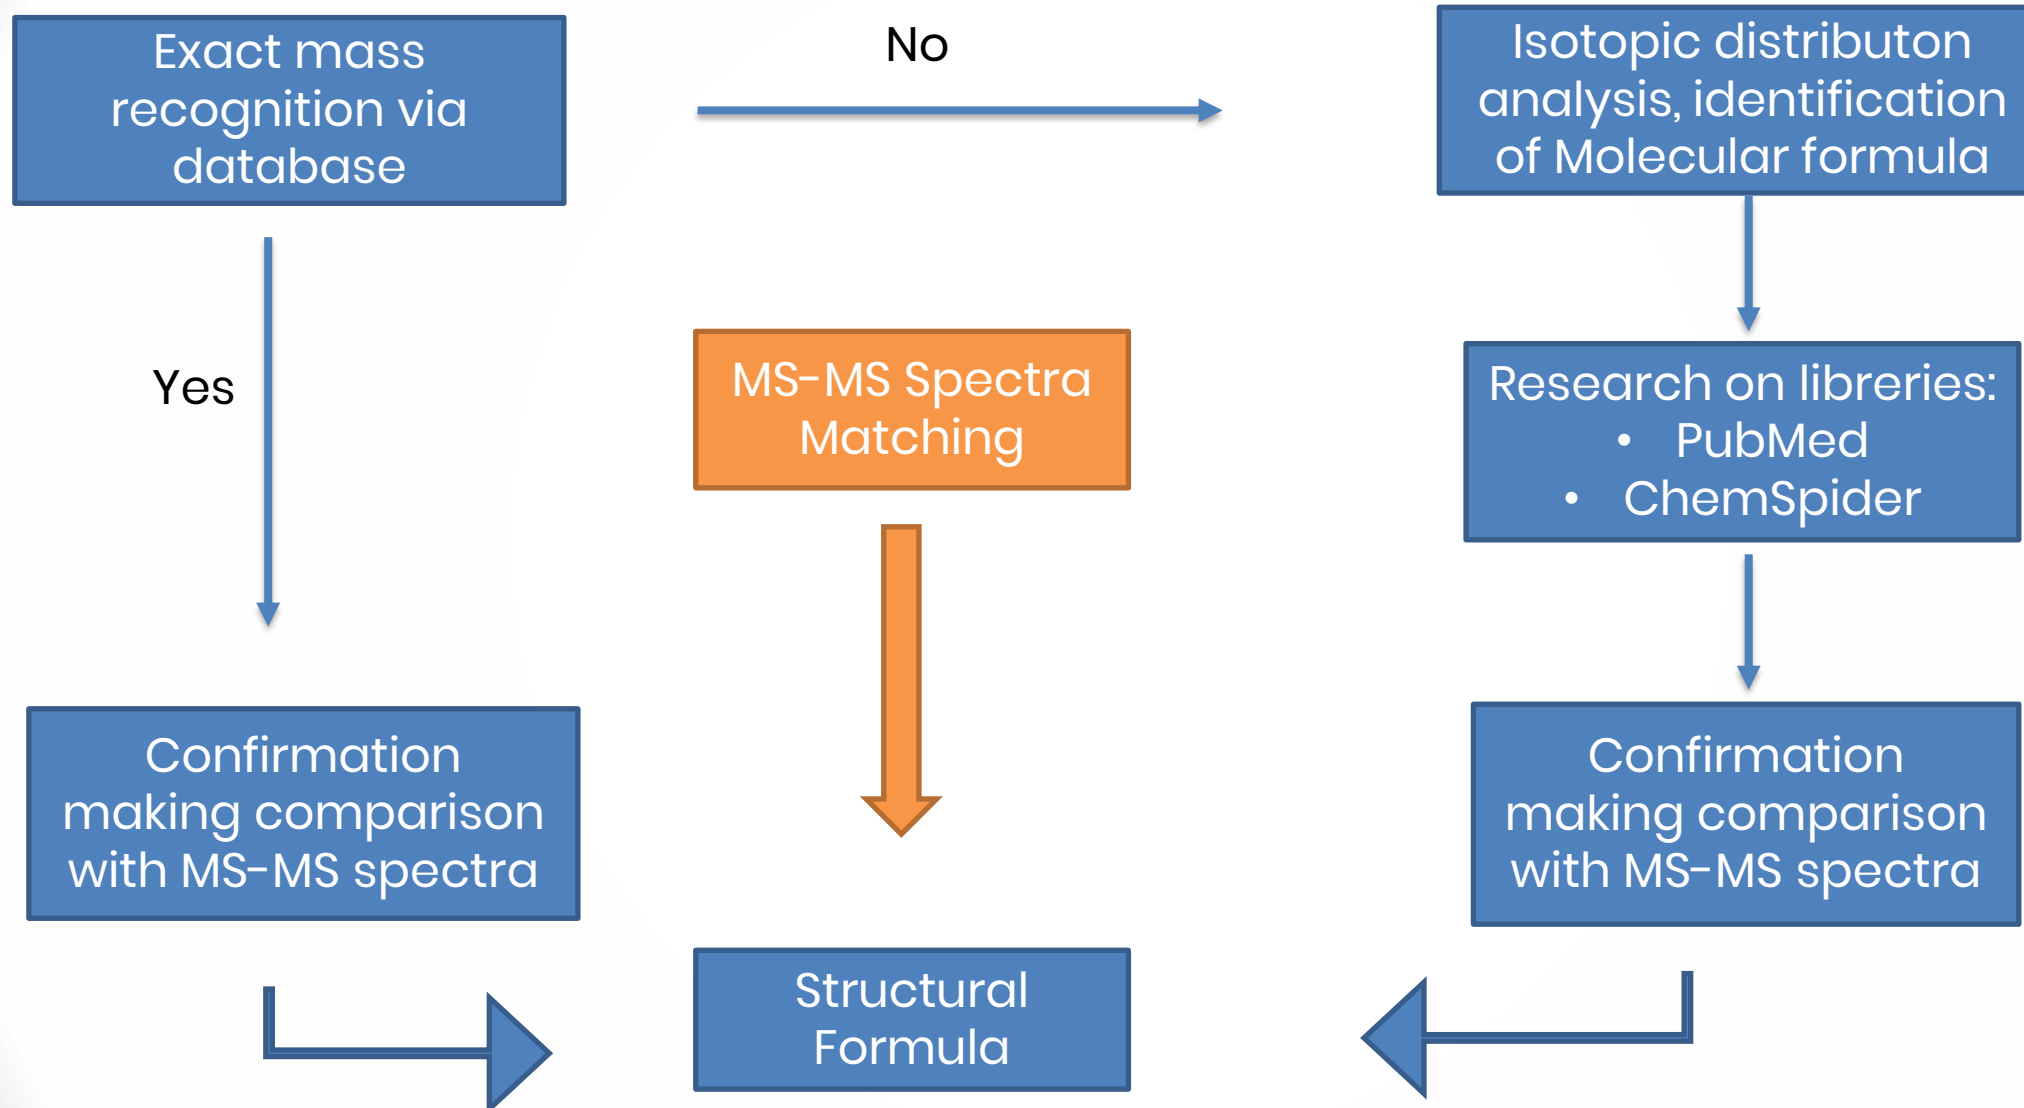 Exact mass
recognition via
database
No
Isotopic distributon
analysis, identification
of Molecular formula
Yes
MS-MS Spectra
Matching
Research on libreries:
• PubMed
• ChemSpider
Confirmation
making comparison
with MS-MS spectra
Confirmation
making comparison
with MS-MS spectra
Structural
Formula